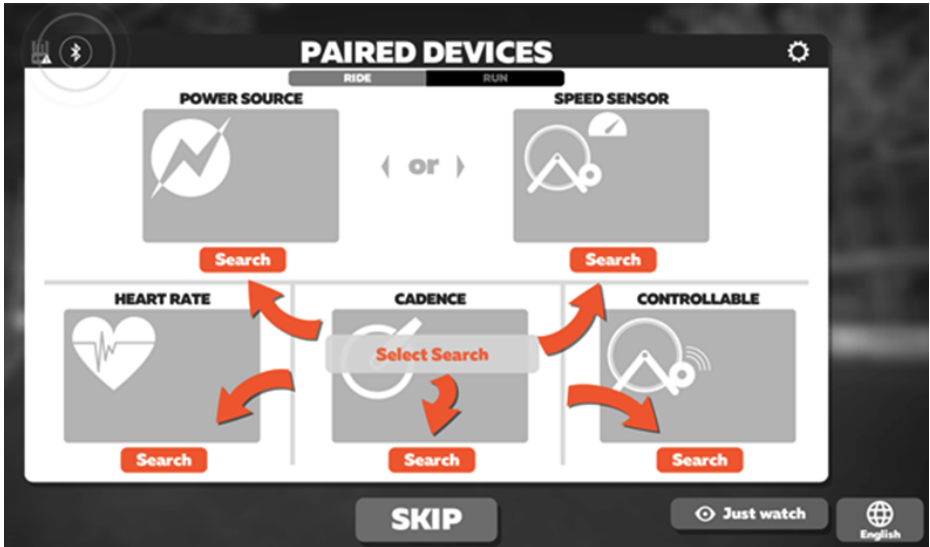 PAIRED DEVICES
RIDE
RUN
POWER SOURCE
or
SPEED SENSOR
Search
Search
HEART RATE
CADENCE
CONTROLLABLE
Select Search
Search
Search
Search
SKIP
Just watch
English